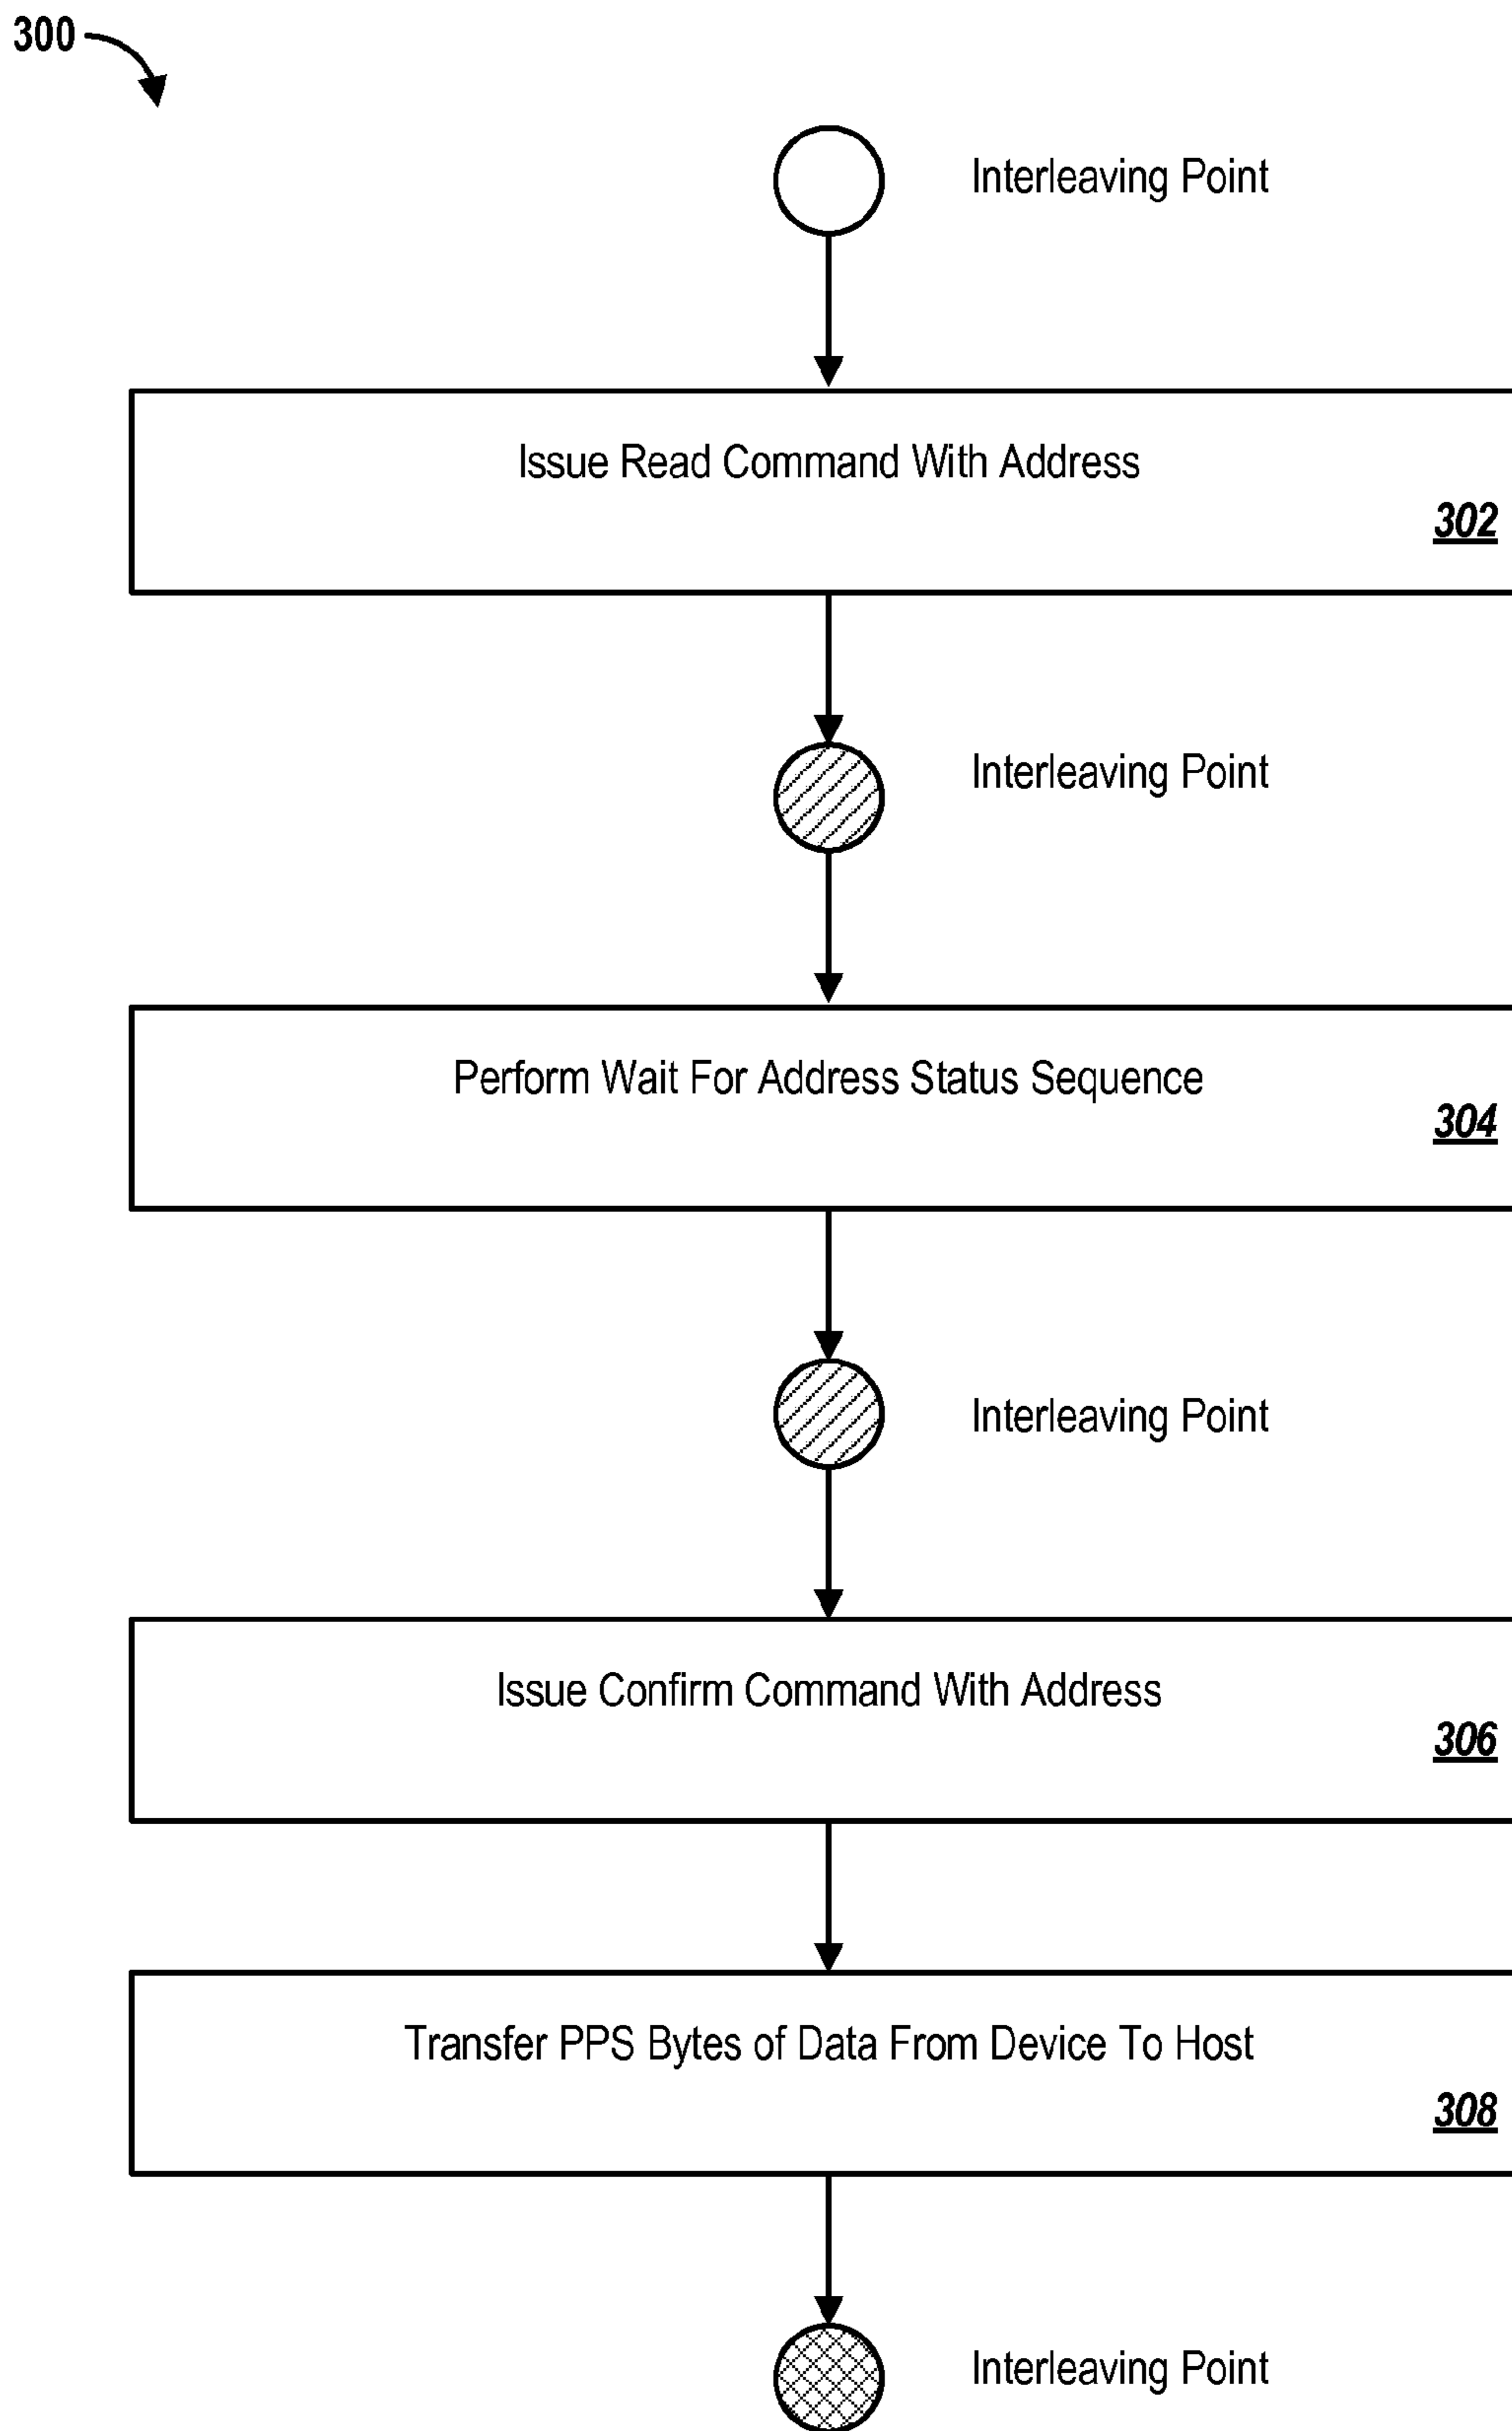 300
Interleaving Point
Issue Read Command With Address
302
Interleaving Point
Perform Wait For Address Status Sequence
304
Interleaving Point
Issue Confirm Command With Address
306
Transfer PPS Bytes of Data From Device To Host
308
Interleaving Point